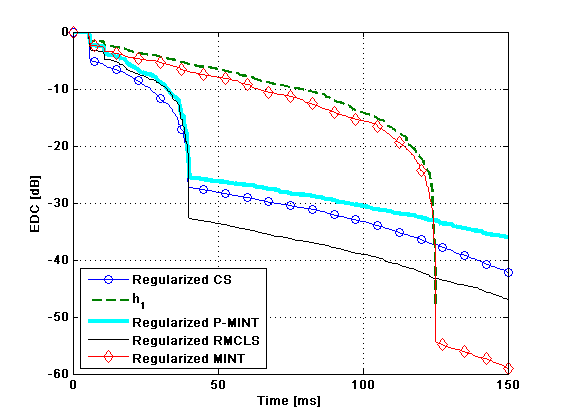 0
-10
-20
-30
-40
-50
-60
EDC [dB]
Regularized CS
h1
Regularized P-MINT
Regularized RMCLS
Regularized MINT
0
50
100
150
Time [ms]